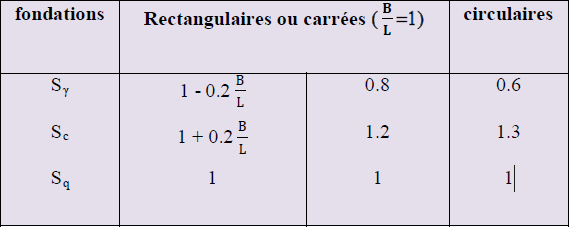 fondations Rectangulaires ou carrées (B/L=1) circulaires
Sγ 1 - 0.2 B/L 0.8 0.6
Sc 1 + 0.2 B/L 1.2 1.3
Sq 1 1 1